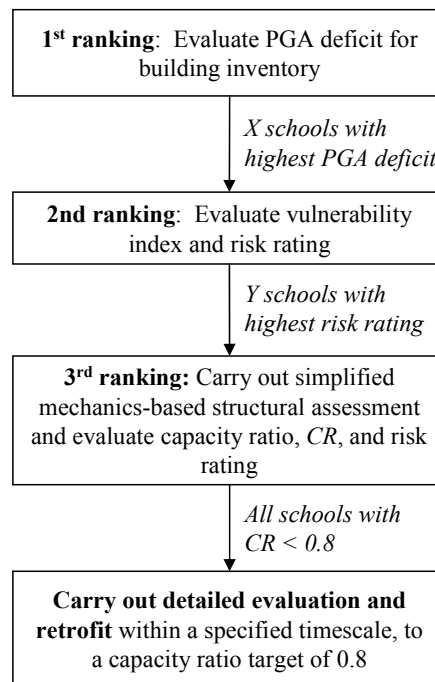 1st ranking: Evaluate PGA deficit for
building inventory
X schools with
highest PGA deficit
2nd ranking: Evaluate vulnerability
index and risk rating
Y schools with
highest risk rating
3rd ranking: Carry out simplified
mechanics-based structural assessment
and evaluate capacity ratio, CR, and risk
rating
All schools with
CR < 0.8
Carry out detailed evaluation and
retrofit within a specified timescale, to
a capacity ratio target of 0.8